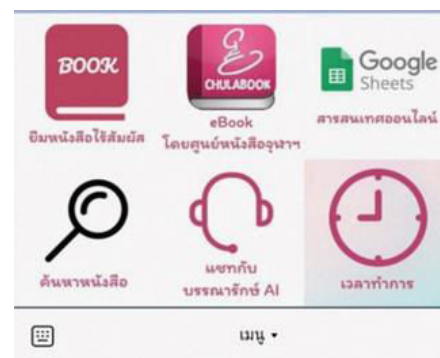 BOOK
ยืมหนังสือไร้สัมผัส
CHULABOOK
eBook
โดยศูนย์หนังสือจุฬาฯ
Google
Sheets
สารสนเทศออนไลน์
ค้นหาหนังสือ
แชทกับ
บรรณารักษ์ AI
เวลาทำการ
เมนู